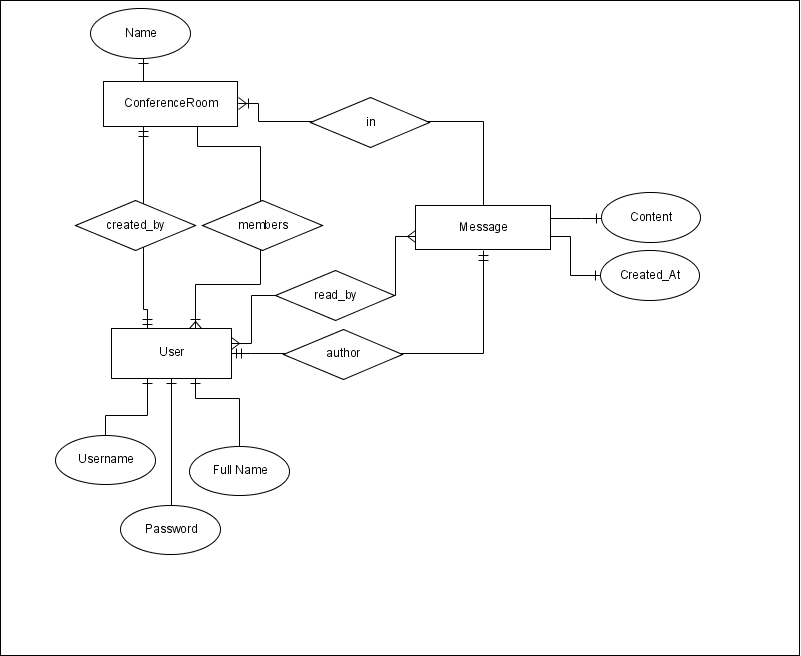 Name
ConferenceRoom
in
created_by
members
Message
Content
Created_At
read_by
User
author
Username
Full Name
Password